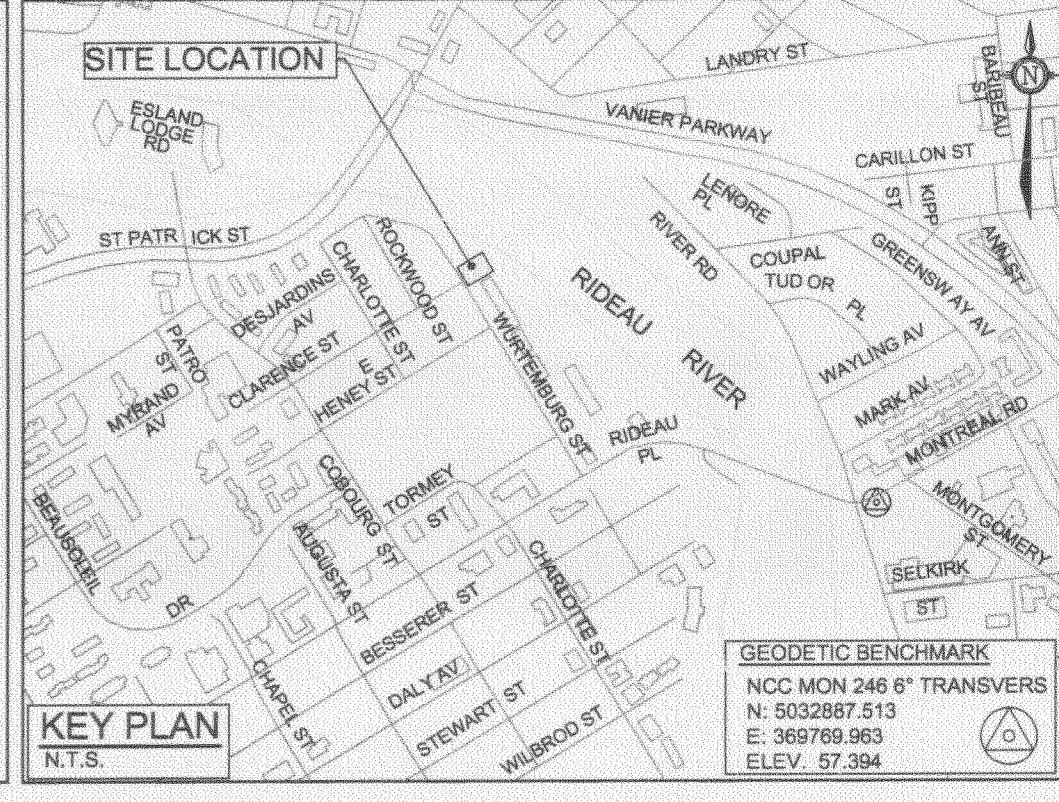 SITE LOCATION
LANDRY ST
BARIBEAU
ST
N
ESLAND
LODGE
RD
VANIER PARKWAY
CARILLON ST
KIPP
ST
LENORE
PL
ST PATR ICK ST
ROCKWOOD ST
CHARLOTTE ST
RIVER RD
COUPAL
TUD OR
PL
GREENSW AY AV
ANN ST
DESJARDINS
AV
RIDEAU
RIVER
PATRO
ST
CLARENCE ST
E
HENEY ST
WURTEMBURG ST
WAYLING AV
MYRAND
AV
MARK AV
MONTREAL RD
RIDEAU
PL
COBOURG ST
TORMEY
ST
BEAUSOLEIL
DR
AUGUSTA ST
MONTGOMERY
ST
CHARLOTTE ST
SELKIRK
ST
BESSERER ST
CHAPEL ST
DALY AV
STEWART ST
WILBROD ST
KEY PLAN
N.T.S.
GEODETIC BENCHMARK
NCC MON 246 6° TRANSVERS
N: 5032887.513
E: 369769.963
ELEV. 57.394